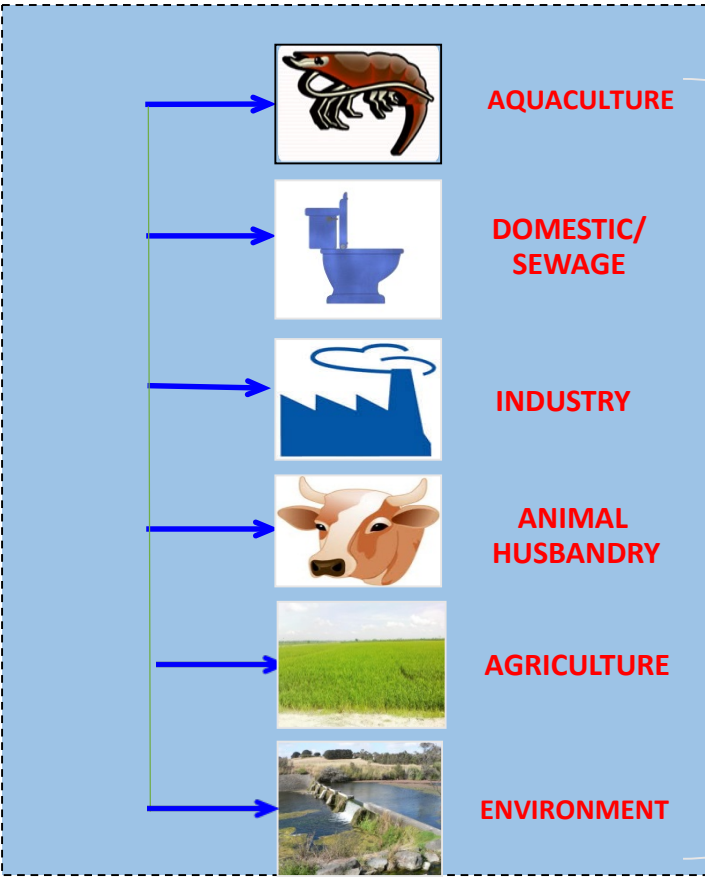 AQUACULTURE
DOMESTIC/
SEWAGE
INDUSTRY
ANIMAL
HUSBANDRY
AGRICULTURE
ENVIRONMENT